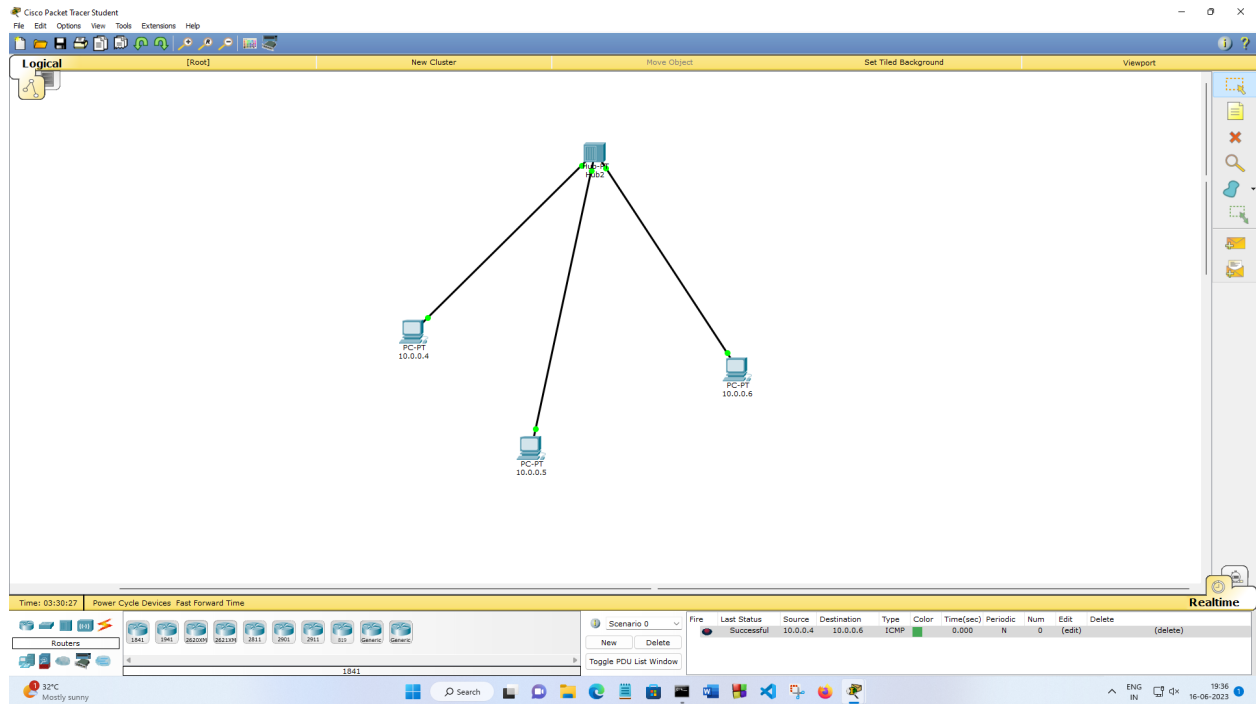 Cisco Packet Tracer Student
File Edit Options View Tools Extensions Help
Logical [Root] New Cluster Move Object Set Tiled Background Viewport
Hub-PT
Hub2
PC-PT
10.0.0.4
PC-PT
10.0.0.6
PC-PT
10.0.0.5
Time: 03:30:27 Power Cycle Devices Fast Forward Time Realtime
Routers
1841 1941 2620XM 2621XM 2811 2901 2911 819 Generic Generic
1841
Scenario 0
New Delete
Toggle PDU List Window
Fire Last Status Source Destination Type Color Time(sec) Periodic Num Edit Delete
Successful 10.0.0.4 10.0.0.6 ICMP 0.000 N 0 (edit) (delete)
1
32°C
Mostly sunny
Search
ENG
IN
19:36
16-06-2023
1